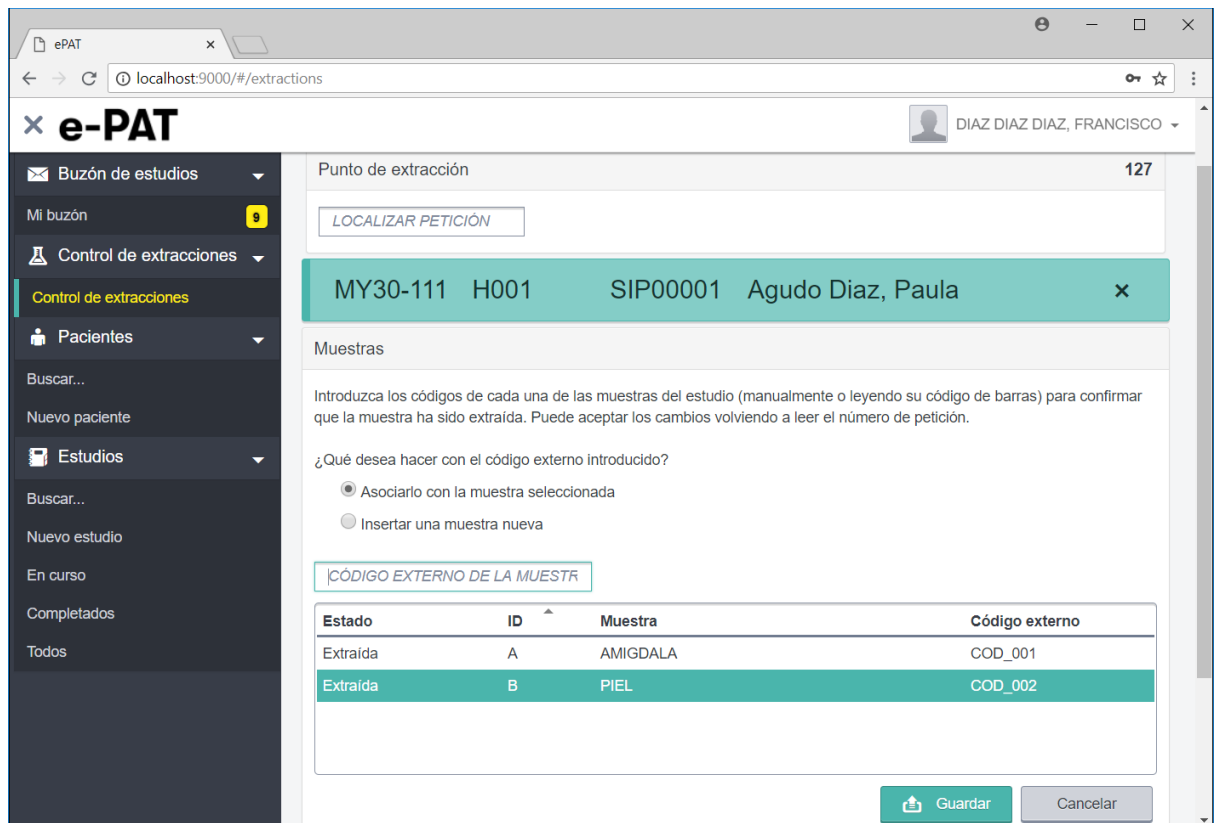 ePAT
localhost:9000/#/extractions
e-PAT
DIAZ DIAZ DIAZ, FRANCISCO
Buzón de estudios
Mi buzón 9
Control de extracciones
Control de extracciones
Pacientes
Buscar...
Nuevo paciente
Estudios
Buscar...
Nuevo estudio
En curso
Completados
Todos
Punto de extracción 127
LOCALIZAR PETICIÓN
MY30-111 H001 SIP00001 Agudo Diaz, Paula
Muestras
Introduzca los códigos de cada una de las muestras del estudio (manualmente o leyendo su código de barras) para confirmar
que la muestra ha sido extraída. Puede aceptar los cambios volviendo a leer el número de petición.
¿Qué desea hacer con el código externo introducido?
Asociarlo con la muestra seleccionada
Insertar una muestra nueva
CÓDIGO EXTERNO DE LA MUESTR
Estado ID Muestra Código externo
Extraída A AMIGDALA COD_001
Extraída B PIEL COD_002
Guardar Cancelar